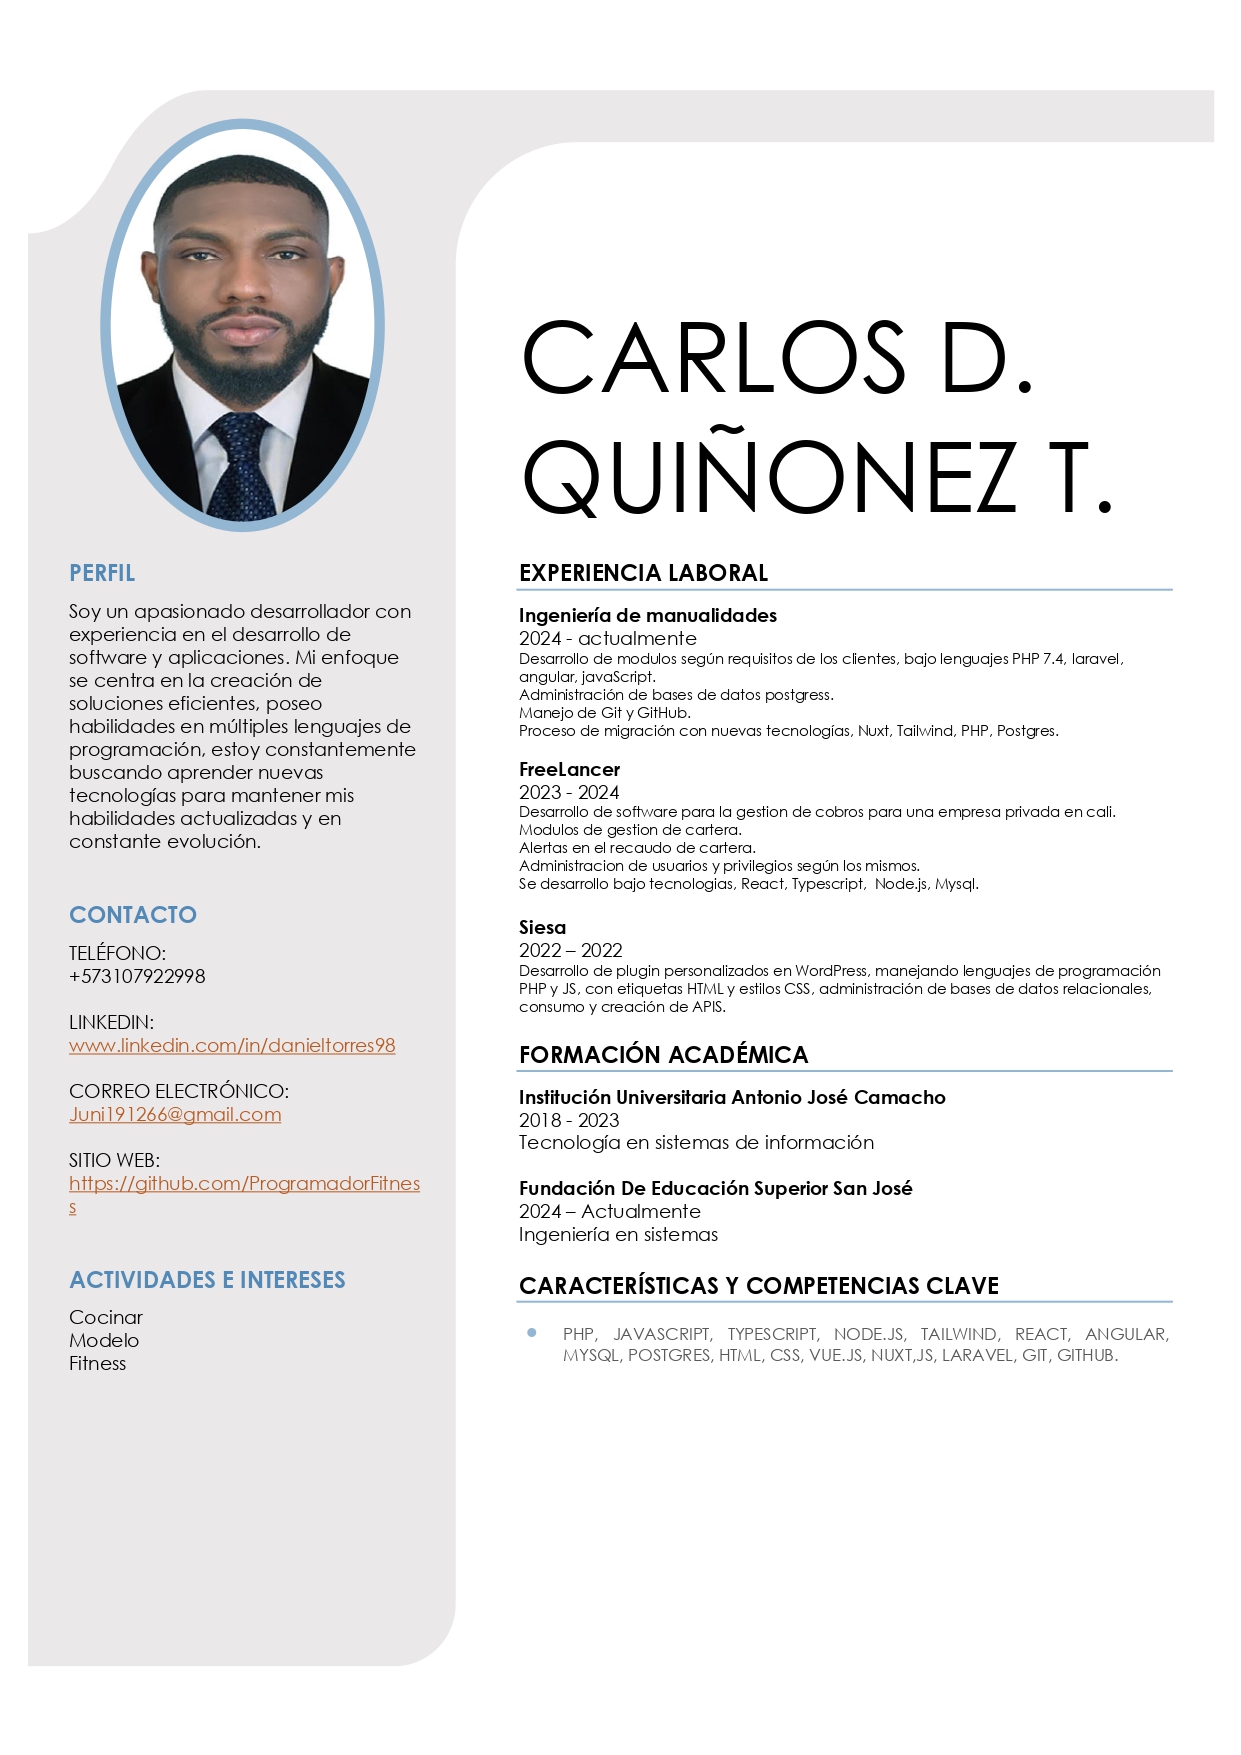 CARLOS D.
QUIÑONEZ T.
PERFIL
Soy un apasionado desarrollador con
experiencia en el desarrollo de
software y aplicaciones. Mi enfoque
se centra en la creación de
soluciones eficientes, poseo
habilidades en múltiples lenguajes de
programación, estoy constantemente
buscando aprender nuevas
tecnologías para mantener mis
habilidades actualizadas y en
constante evolución.
CONTACTO
TELÉFONO:
+573107922998
LINKEDIN:
www.linkedin.com/in/danieltorres98
CORREO ELECTRÓNICO:
Juni191266@gmail.com
SITIO WEB:
https://github.com/ProgramadorFitnes
s
ACTIVIDADES E INTERESES
Cocinar
Modelo
Fitness
EXPERIENCIA LABORAL
Ingeniería de manualidades
2024 - actualmente
Desarrollo de modulos según requisitos de los clientes, bajo lenguajes PHP 7.4, laravel,
angular, javaScript.
Administración de bases de datos postgress.
Manejo de Git y GitHub.
Proceso de migración con nuevas tecnologías, Nuxt, Tailwind, PHP, Postgres.
FreeLancer
2023 - 2024
Desarrollo de software para la gestion de cobros para una empresa privada en cali.
Modulos de gestion de cartera.
Alertas en el recaudo de cartera.
Administracion de usuarios y privilegios según los mismos.
Se desarrollo bajo tecnologias, React, Typescript,  Node.js, Mysql.
Siesa
2022 – 2022
Desarrollo de plugin personalizados en WordPress, manejando lenguajes de programación
PHP y JS, con etiquetas HTML y estilos CSS, administración de bases de datos relacionales,
consumo y creación de APIS.
FORMACIÓN ACADÉMICA
Institución Universitaria Antonio José Camacho
2018 - 2023
Tecnología en sistemas de información
Fundación De Educación Superior San José
2024 – Actualmente
Ingeniería en sistemas
CARACTERÍSTICAS Y COMPETENCIAS CLAVE
PHP, JAVASCRIPT, TYPESCRIPT, NODE.JS, TAILWIND, REACT, ANGULAR,
MYSQL, POSTGRES, HTML, CSS, VUE.JS, NUXT,JS, LARAVEL, GIT, GITHUB.